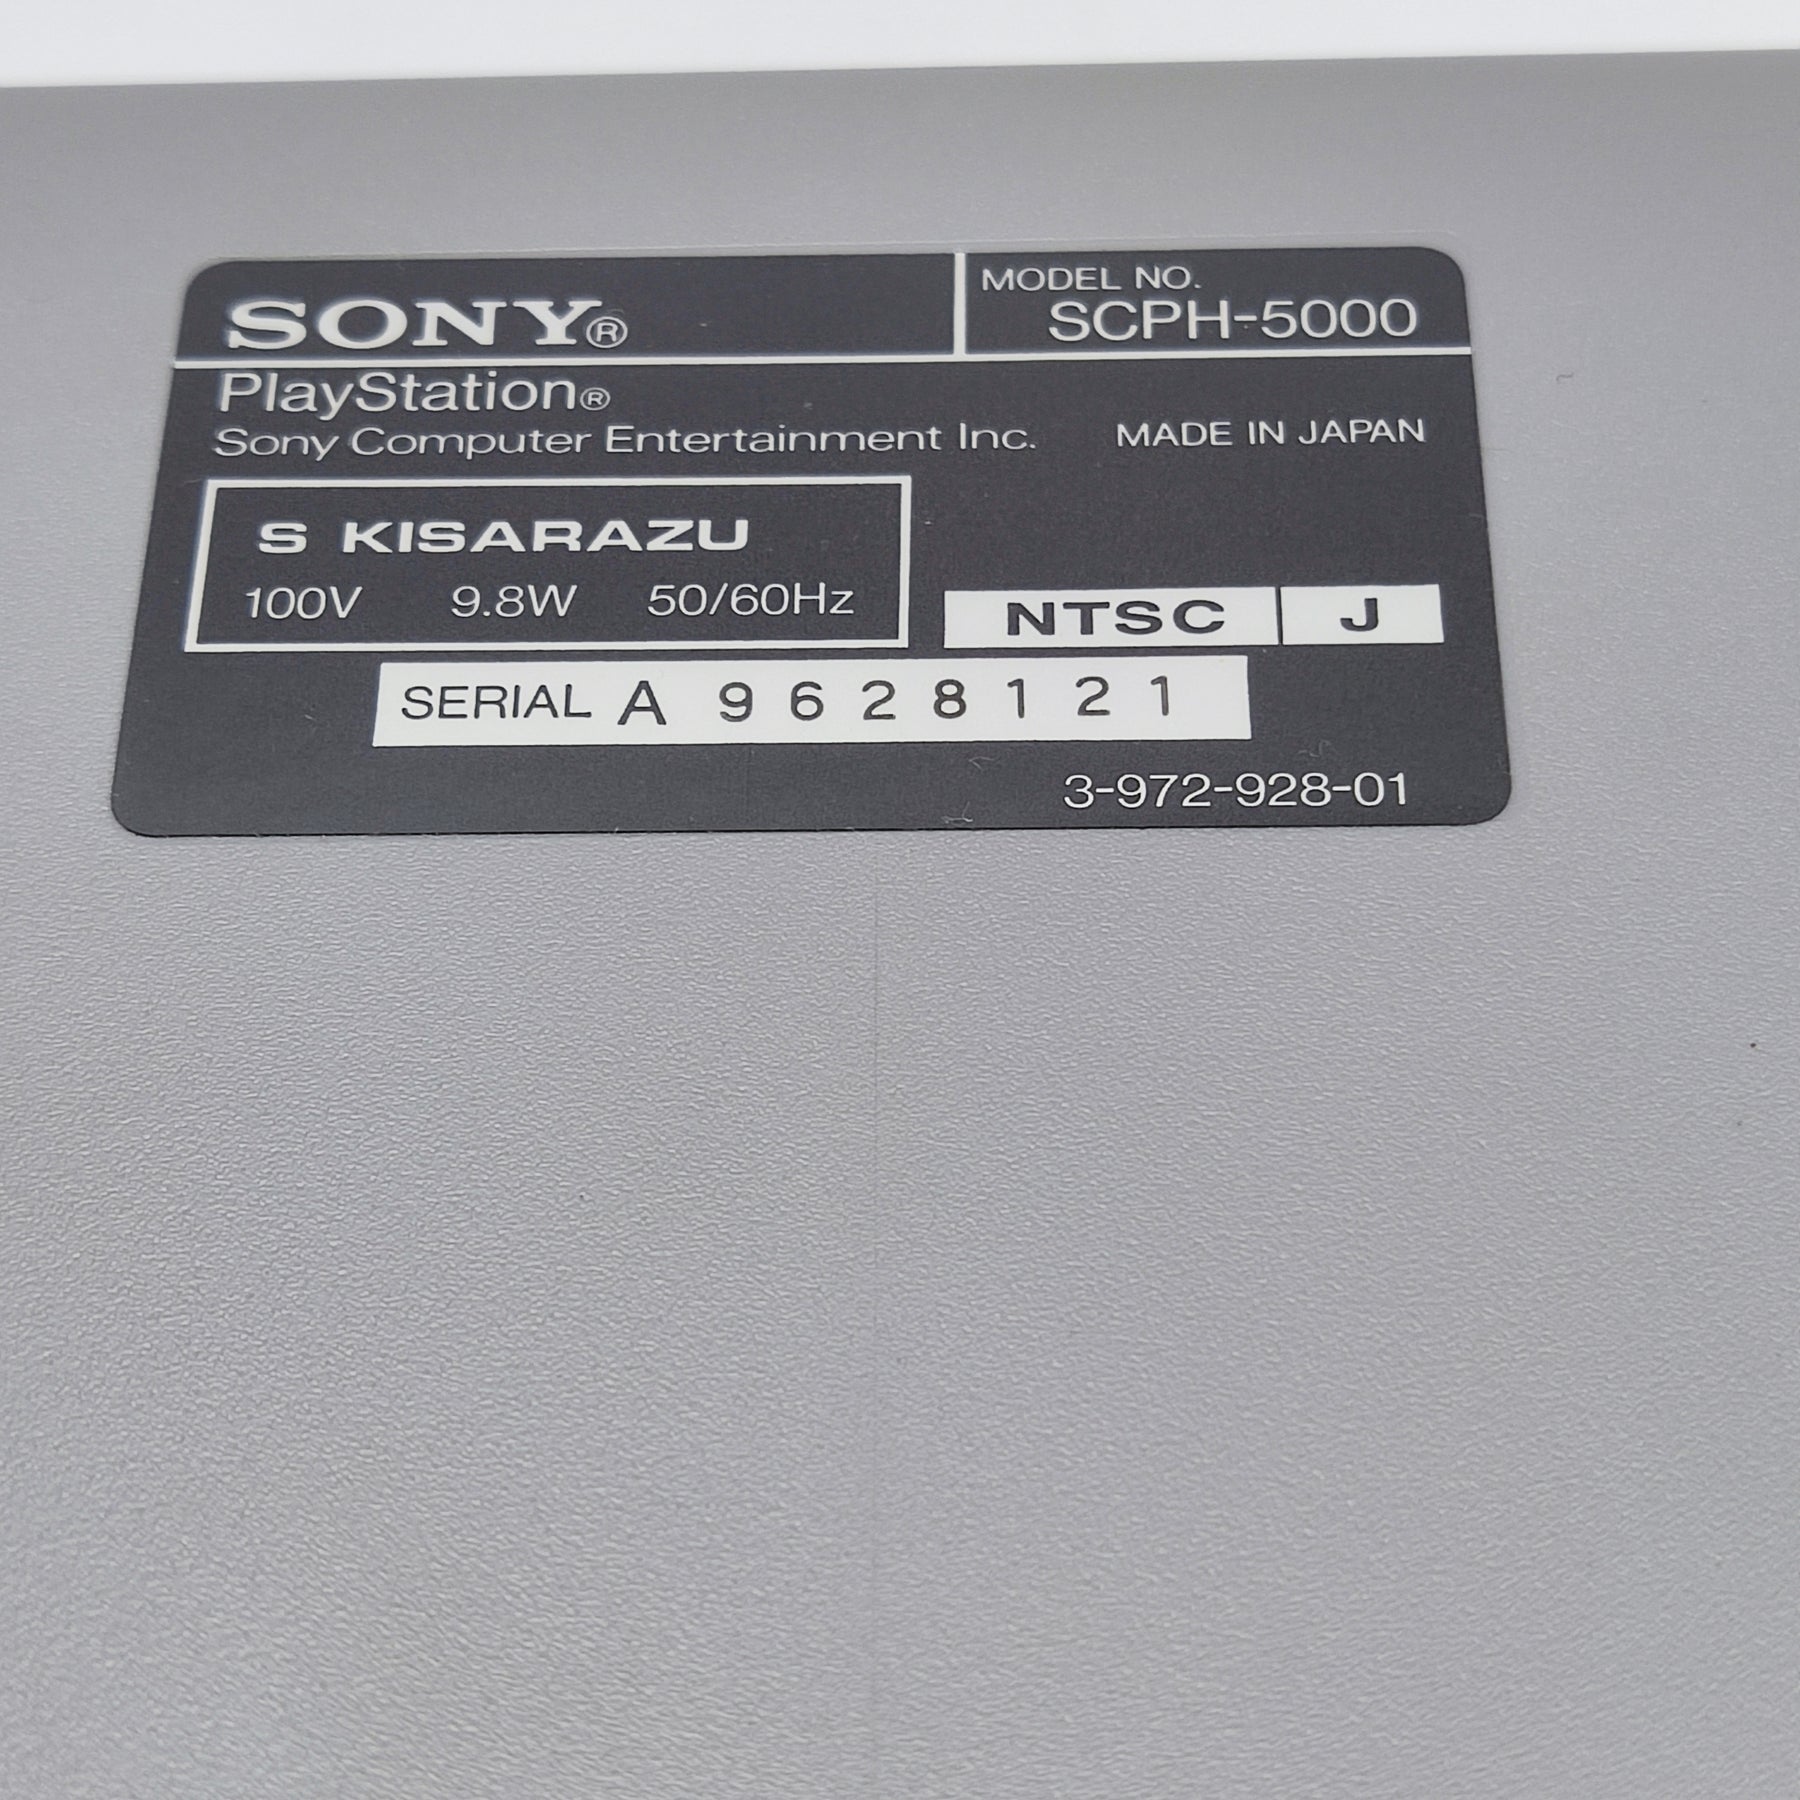 SONY®
MODEL NO.
SCPH-5000
PlayStation®
Sony Computer Entertainment Inc.
MADE IN JAPAN
S KISARAZU
100V 9.8W 50/60Hz
NTSC J
SERIAL A 9628121
3-972-928-01